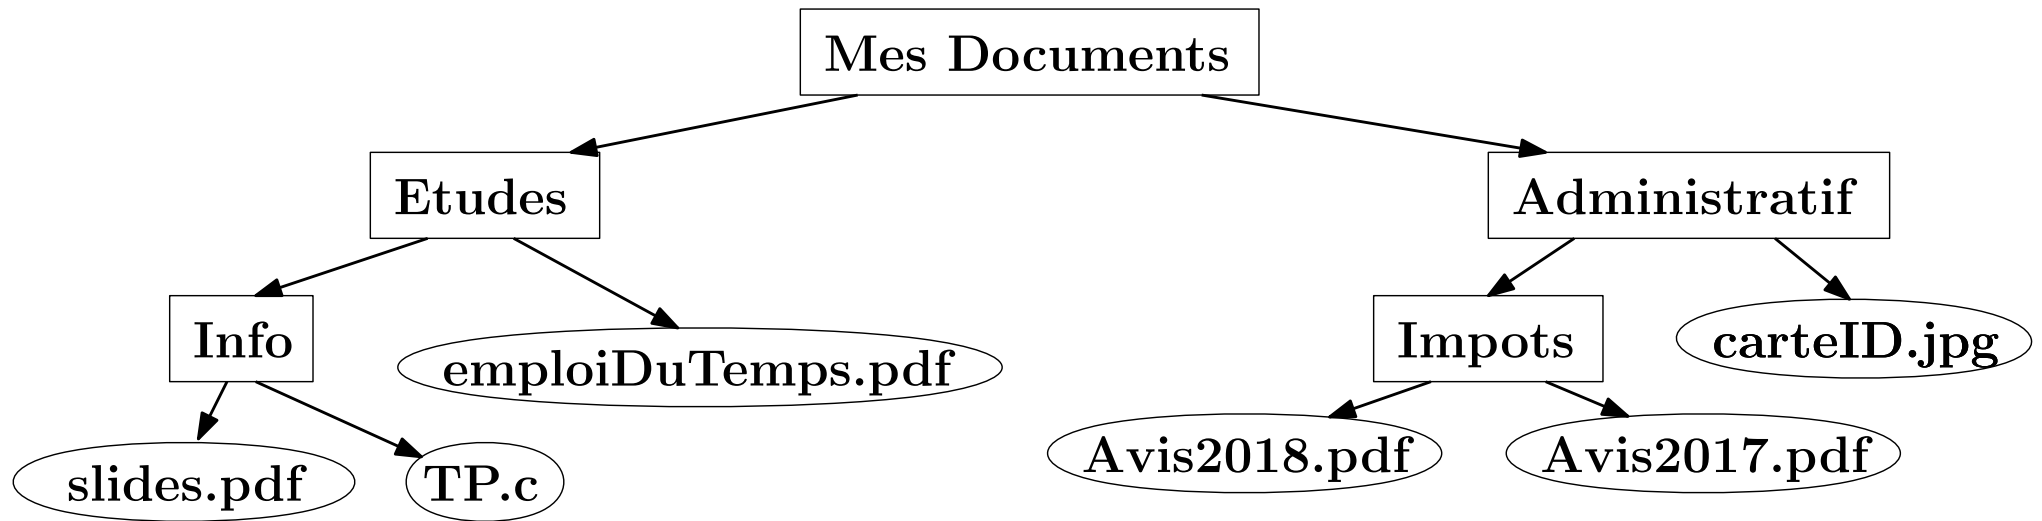 Mes Documents
Etudes
Administratif
Info
emploiDuTemps.pdf
Impots
carteID.jpg
slides.pdf
TP.c
Avis2018.pdf
Avis2017.pdf